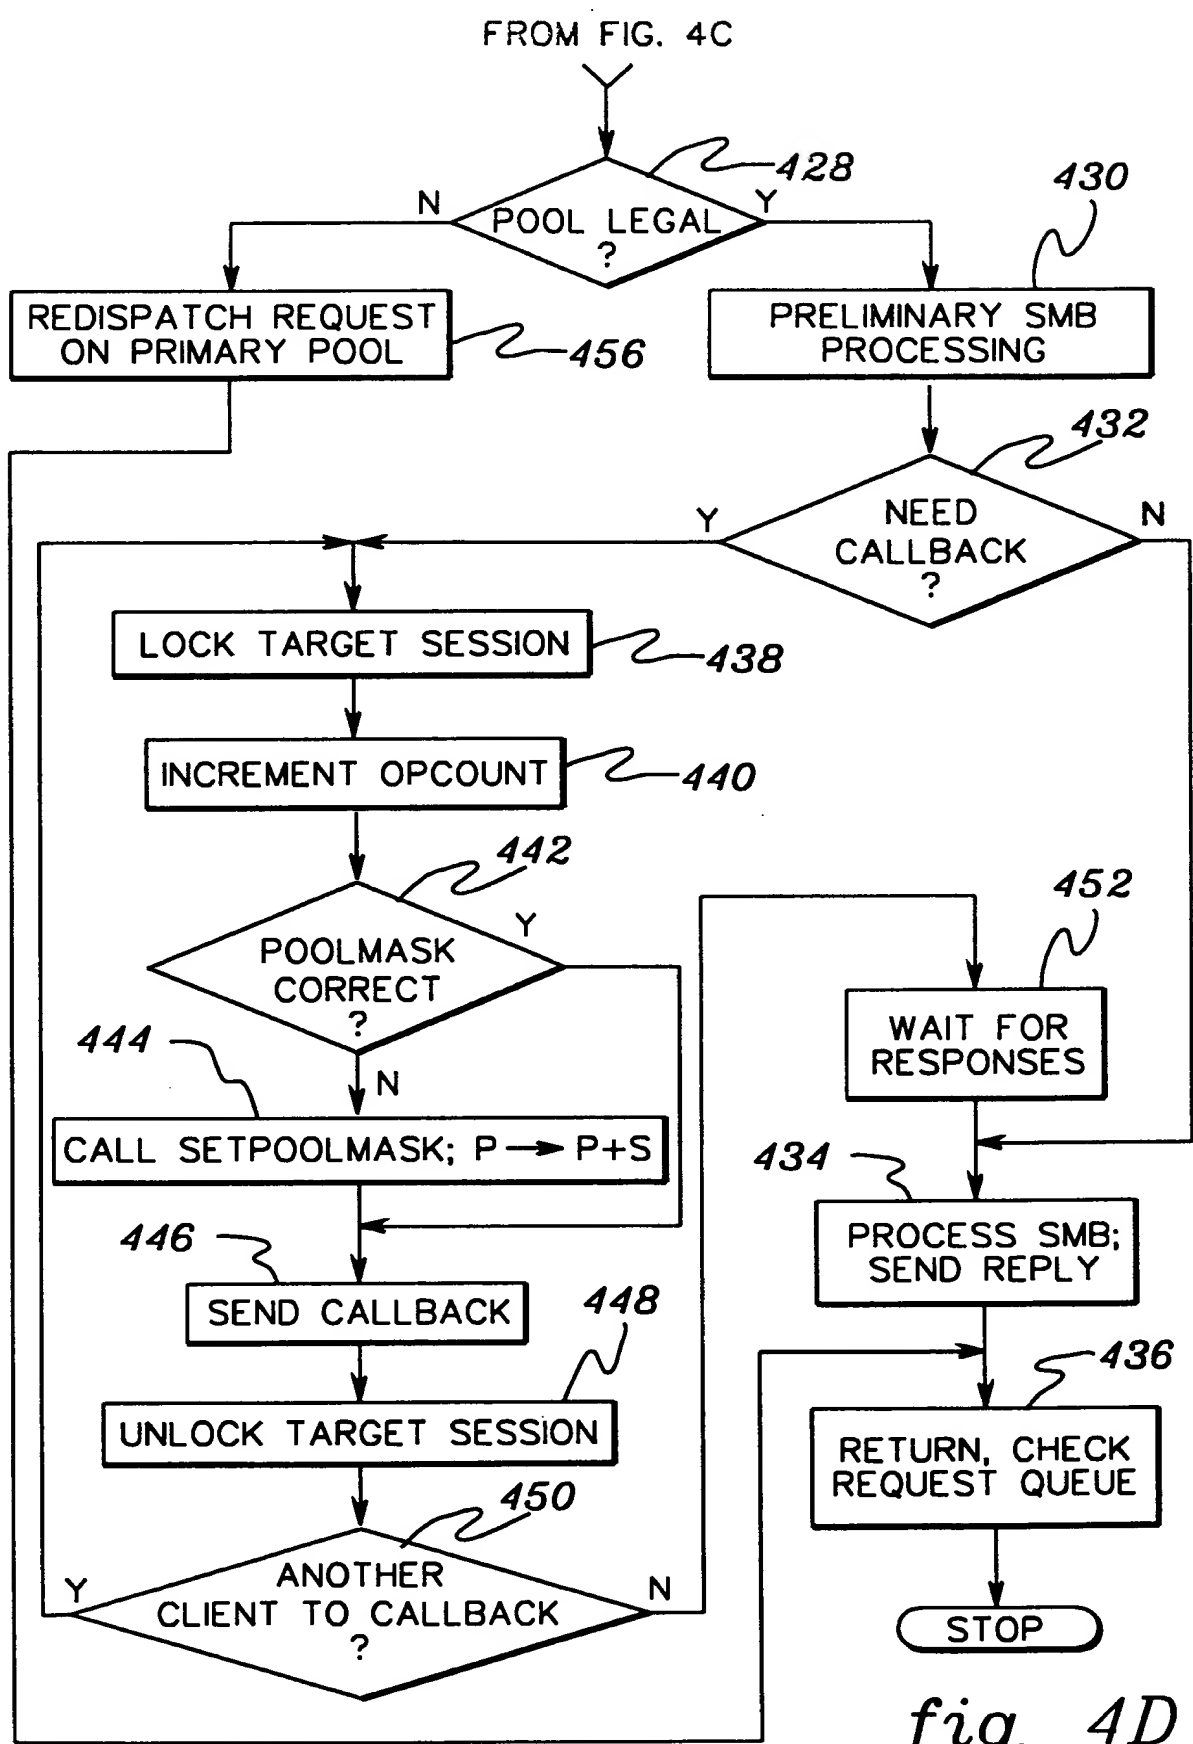 FROM FIG. 4C
428
430
N
Y
POOL LEGAL
?
REDISPATCH REQUEST
ON PRIMARY POOL
456
PRELIMINARY SMB
PROCESSING
432
Y
N
NEED
CALLBACK
?
LOCK TARGET SESSION
438
INCREMENT OPCOUNT
440
442
Y
POOLMASK
CORRECT
?
452
WAIT FOR
RESPONSES
444
N
CALL SETPOOLMASK; P → P+S
434
PROCESS SMB;
SEND REPLY
446
SEND CALLBACK
448
436
UNLOCK TARGET SESSION
RETURN, CHECK
REQUEST QUEUE
450
Y
N
ANOTHER
CLIENT TO CALLBACK
?
STOP
fig. 4D